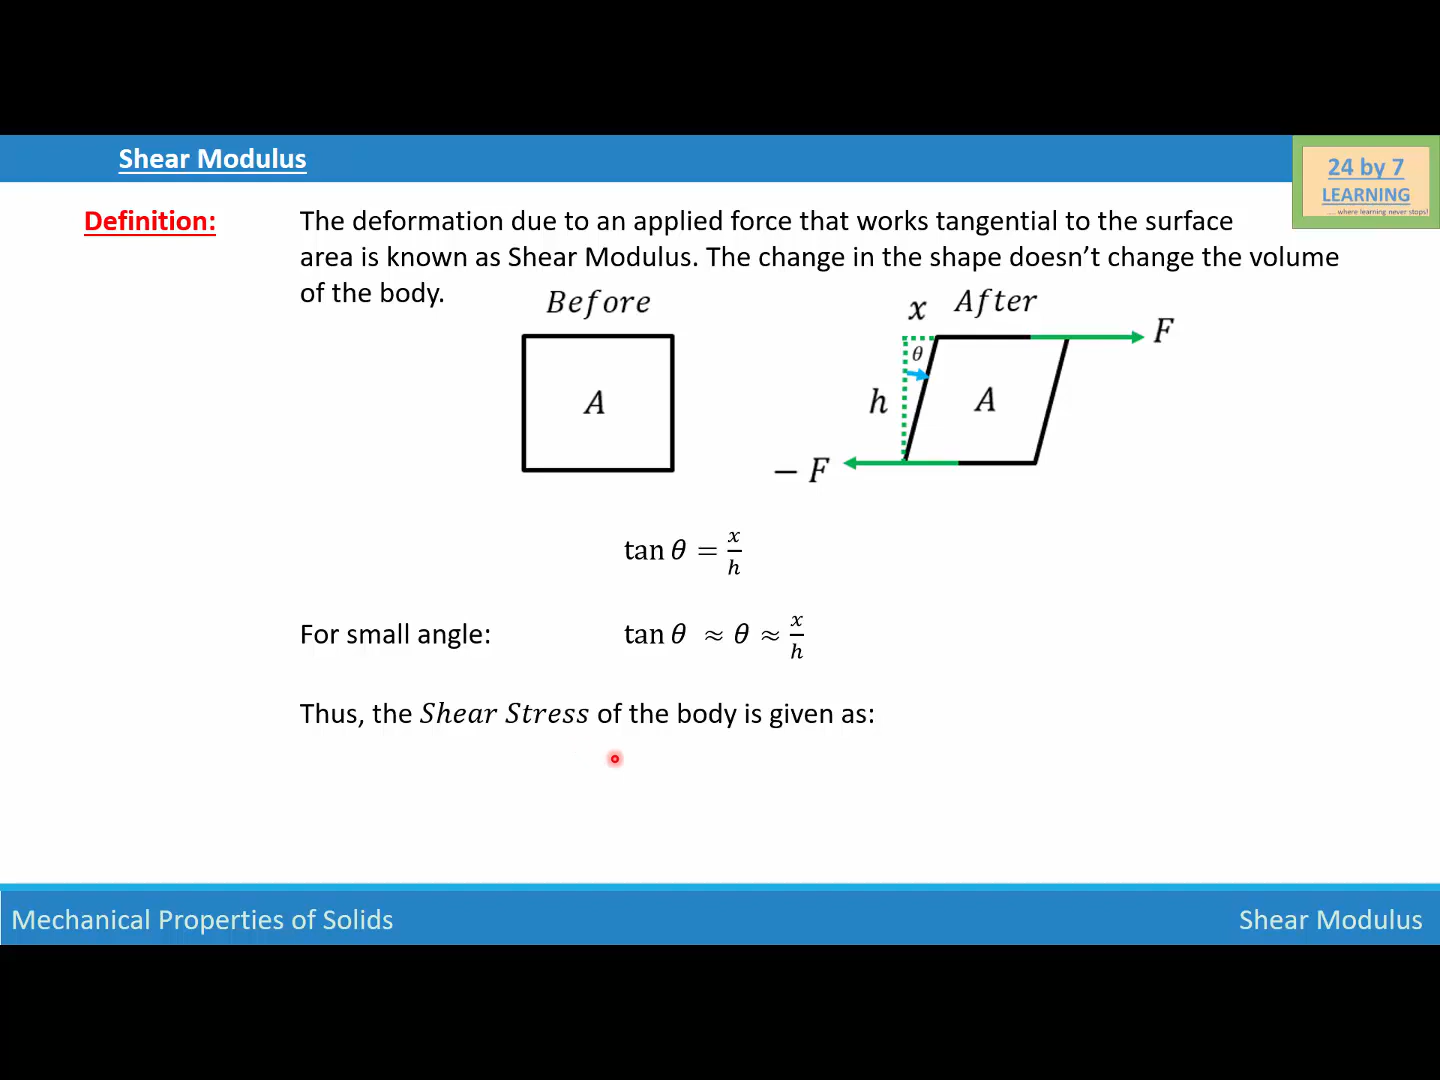 Shear Modulus
24 by 7
LEARNING
.... where learning never stops!
Definition:
The deformation due to an applied force that works tangential to the surface
area is known as Shear Modulus. The change in the shape doesn't change the volume
of the body.
Before
x After
F
θ
A
h
A
− F
tan θ = x/h
For small angle: tan θ ≈ θ ≈ x/h
Thus, the Shear Stress of the body is given as:
Mechanical Properties of Solids
Shear Modulus